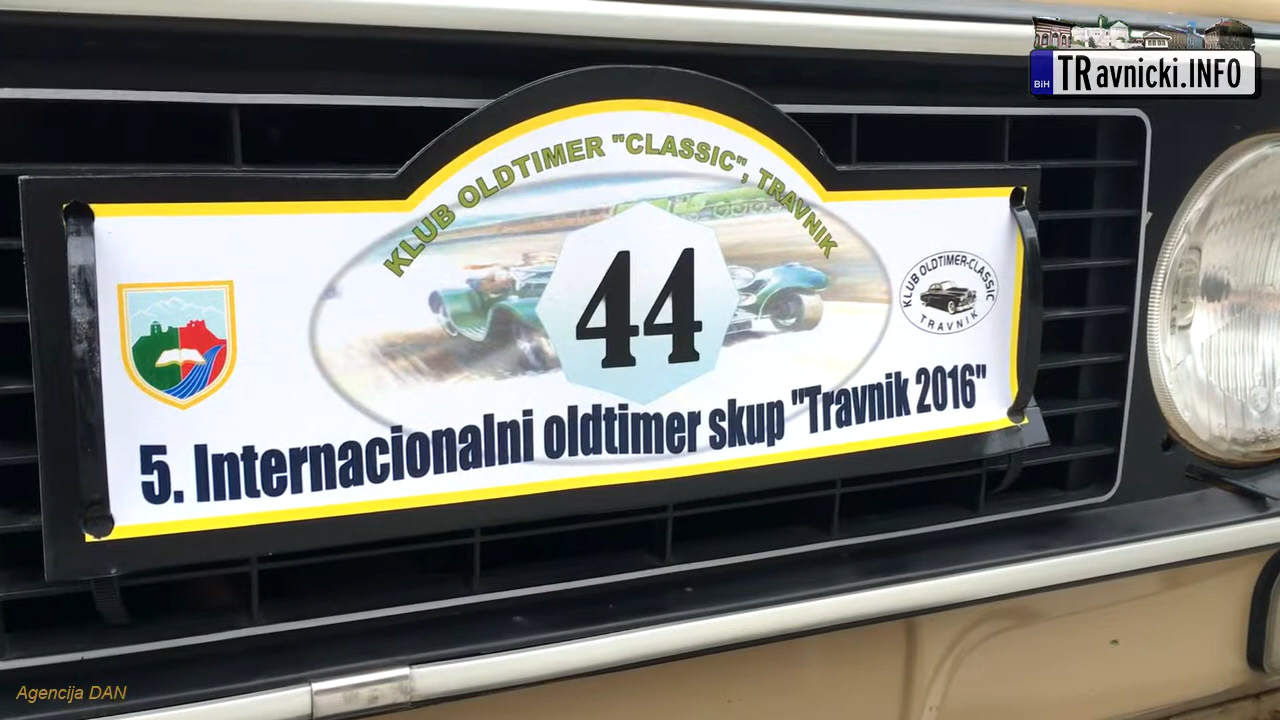 BiH TRavnicki.INFO
KLUB OLDTIMER "CLASSIC", TRAVNIK
44
KLUB OLDTIMER-CLASSIC
TRAVNIK
5. Internacionalni oldtimer skup "Travnik 2016"
Agencija DAN